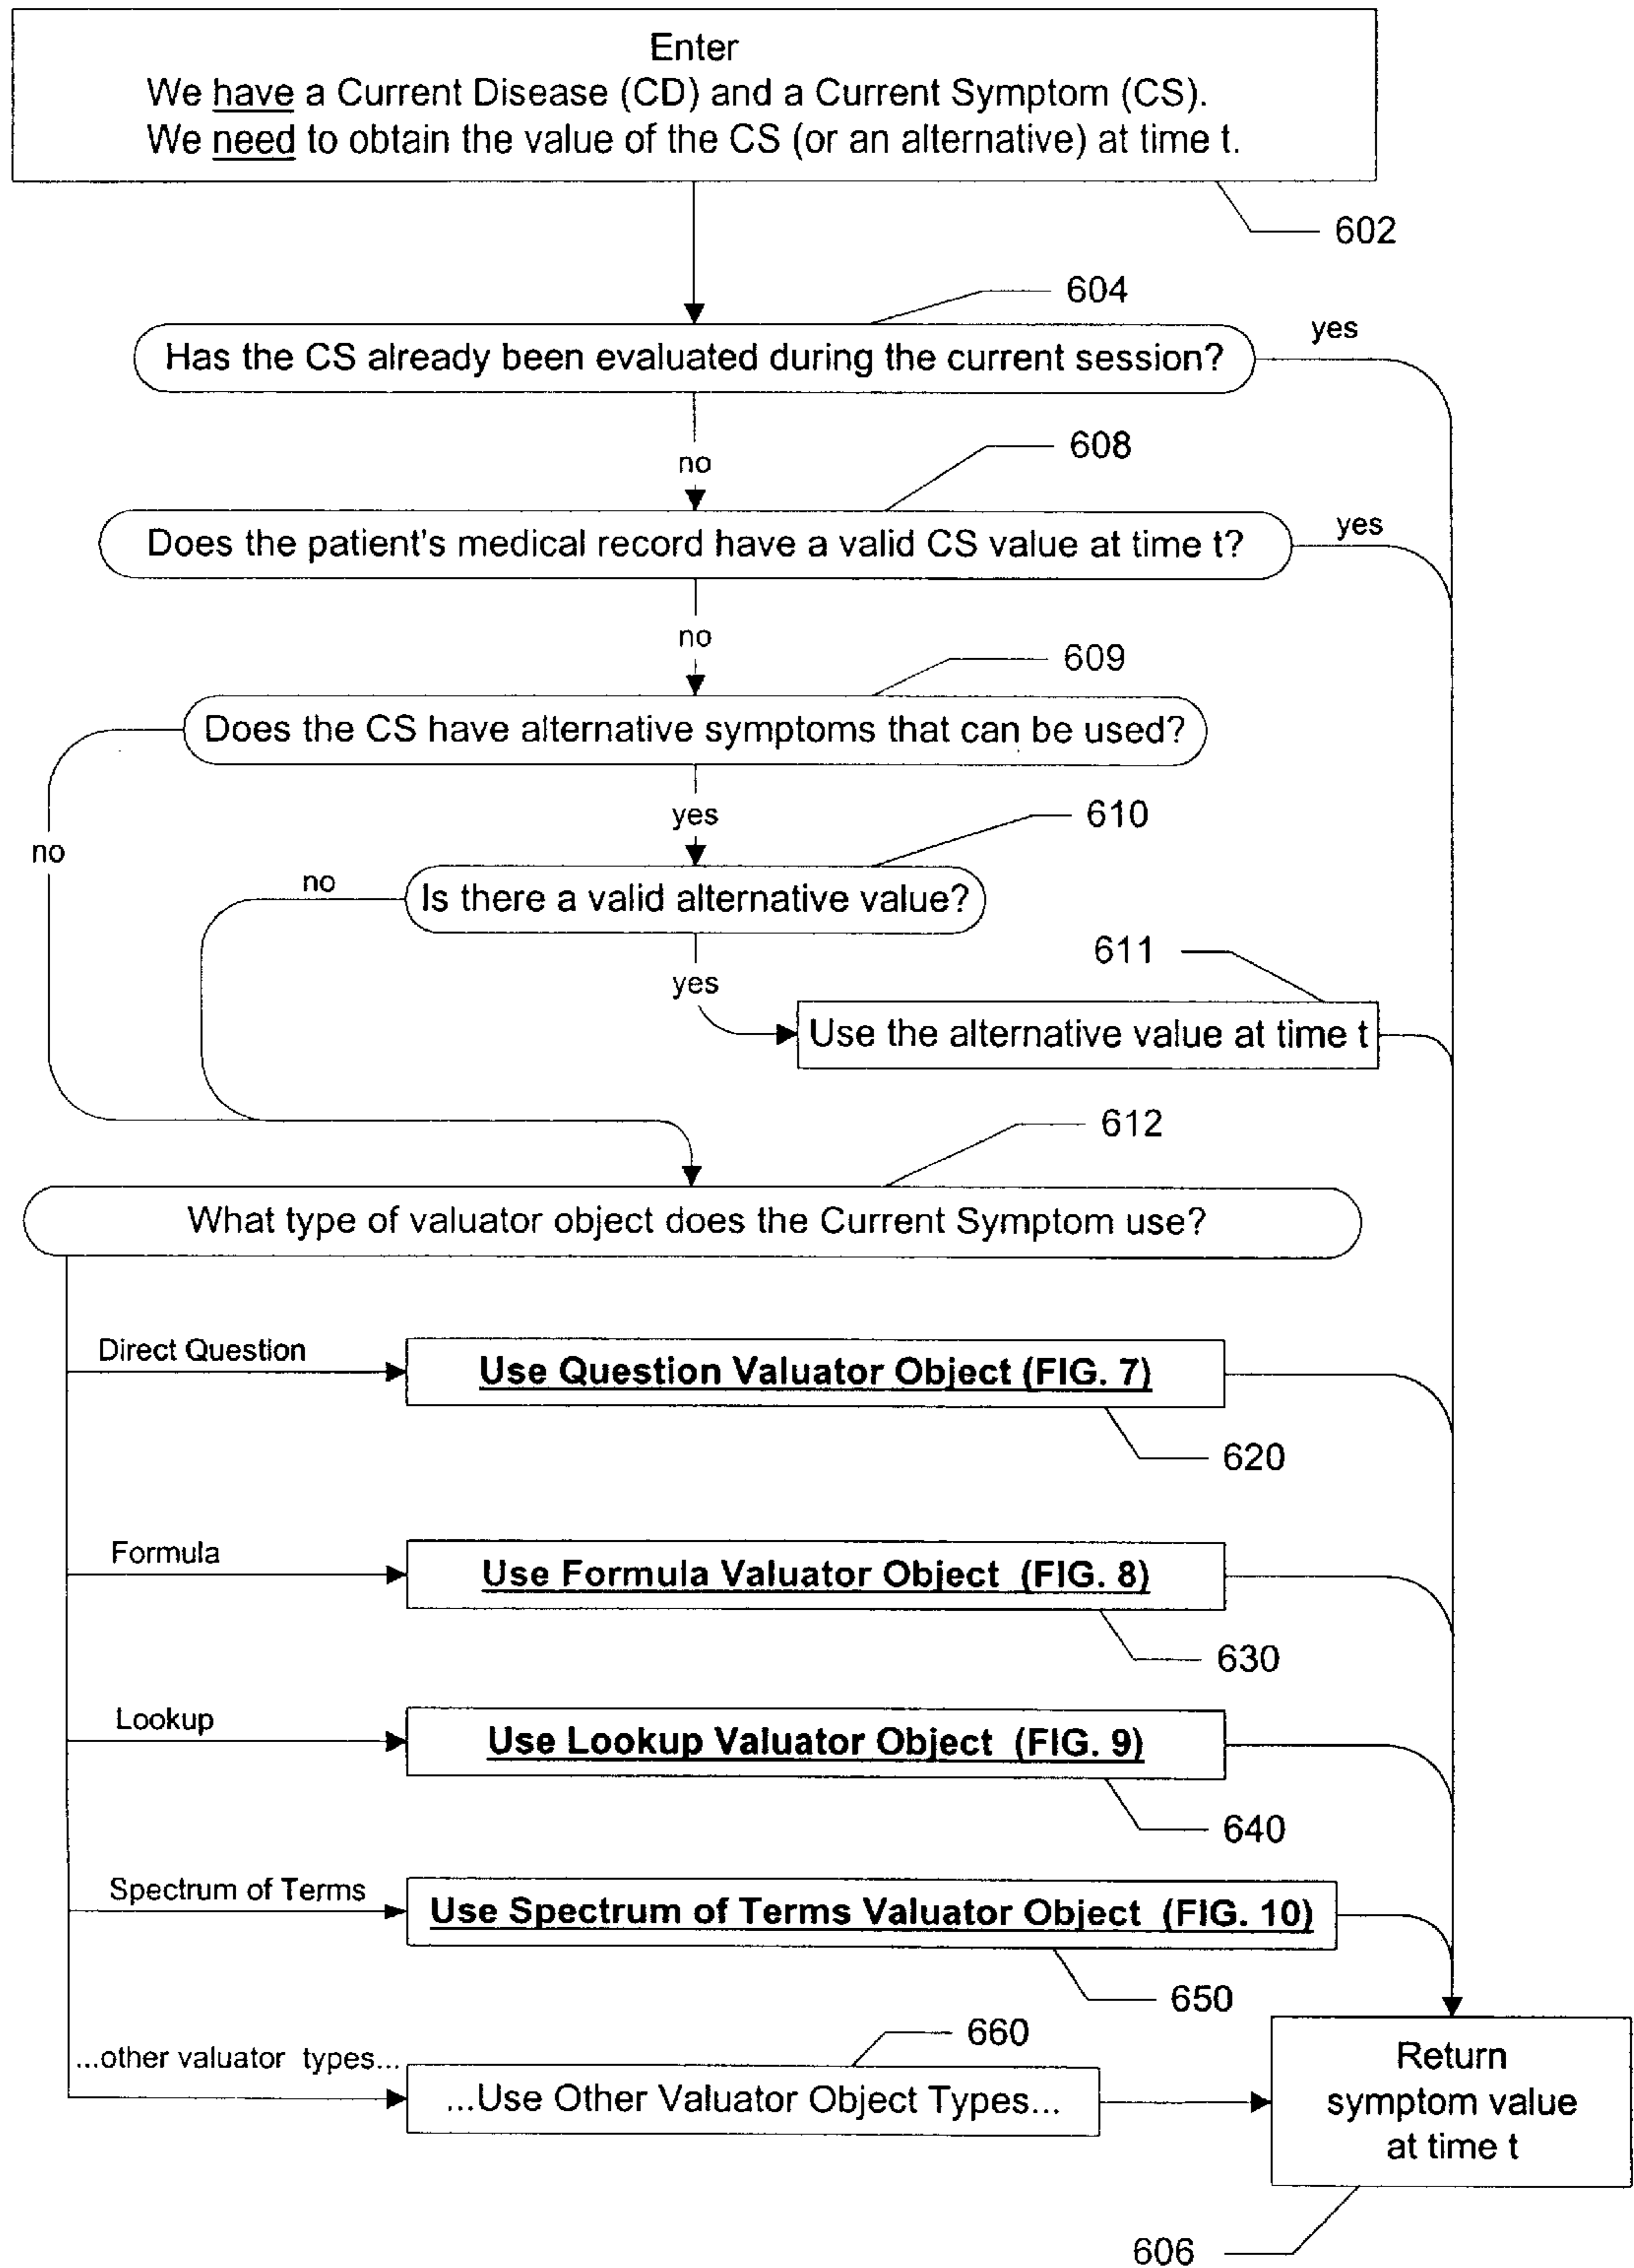 Enter
We have a Current Disease (CD) and a Current Symptom (CS).
We need to obtain the value of the CS (or an alternative) at time t.
602
604
Has the CS already been evaluated during the current session?
yes
no
608
Does the patient's medical record have a valid CS value at time t?
yes
no
609
Does the CS have alternative symptoms that can be used?
yes
no
610
Is there a valid alternative value?
no
yes
611
Use the alternative value at time t
612
What type of valuator object does the Current Symptom use?
Direct Question
Use Question Valuator Object (FIG. 7)
620
Formula
Use Formula Valuator Object (FIG. 8)
630
Lookup
Use Lookup Valuator Object (FIG. 9)
640
Spectrum of Terms
Use Spectrum of Terms Valuator Object (FIG. 10)
650
660
...other valuator types...
...Use Other Valuator Object Types...
Return
symptom value
at time t
606